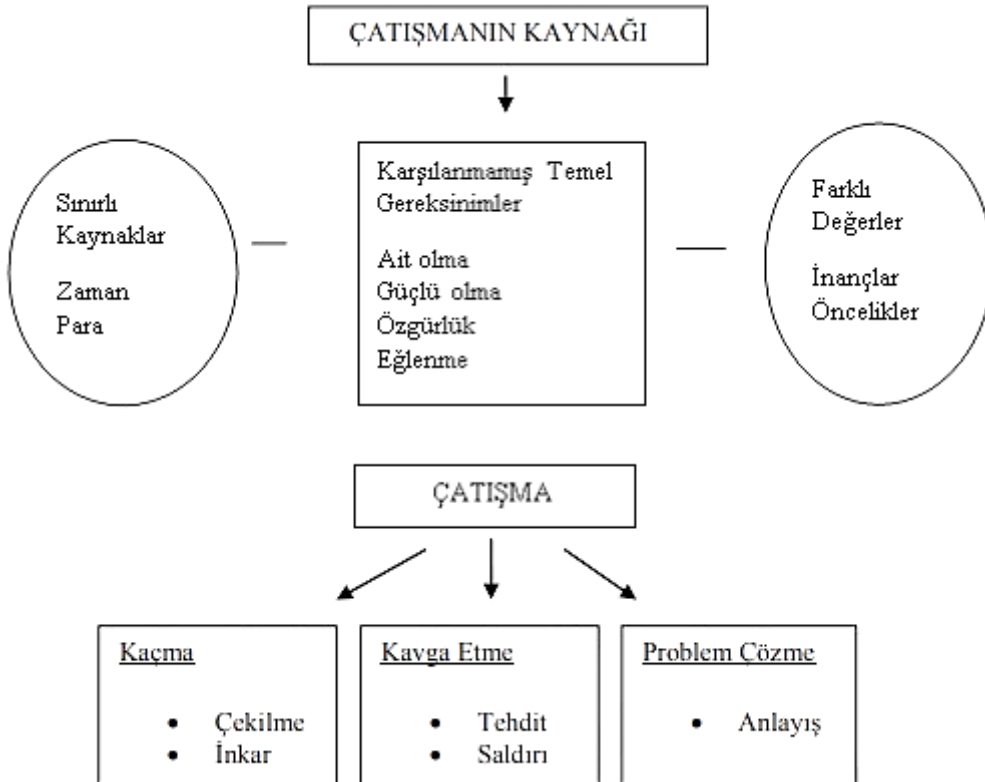 ÇATIŞMANIN KAYNAĞI
Sınırlı
Kaynaklar
Zaman
Para
Karşılanmamış Temel
Gereksinimler
Ait olma
Güçlü olma
Özgürlük
Eğlenme
Farklı
Değerler
İnançlar
Öncelikler
ÇATIŞMA
Kaçma
• Çekilme
• İnkar
Kavga Etme
• Tehdit
• Saldırı
Problem Çözme
• Anlayış